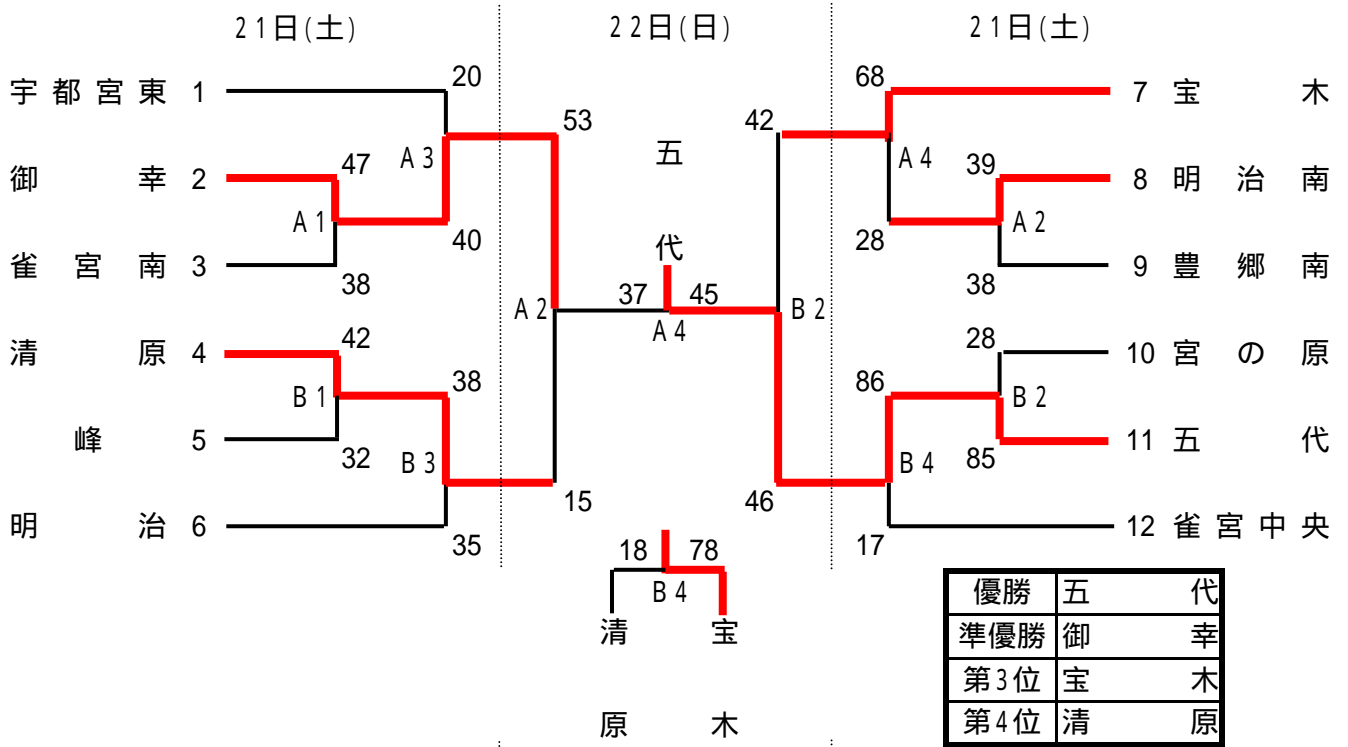 21日(土) 22日(日) 21日(土)
20 68
宇都宮東 1 7 宝木
53 42
五
47 A3 A4 39
御幸 2 8 明治南
A1 A2
40 代 28
雀宮南 3 9 豊郷南
38 38
37 45
A2 A4 B2
42 28
清原 4 10 宮の原
38 86
B1 B2
峰 5 11 五代
32 B3 B4 85
15 46
明治 6 12 雀宮中央
35 17
18 78
B4
清 宝
原 木
優勝 五代
準優勝 御幸
第3位 宝木
第4位 清原